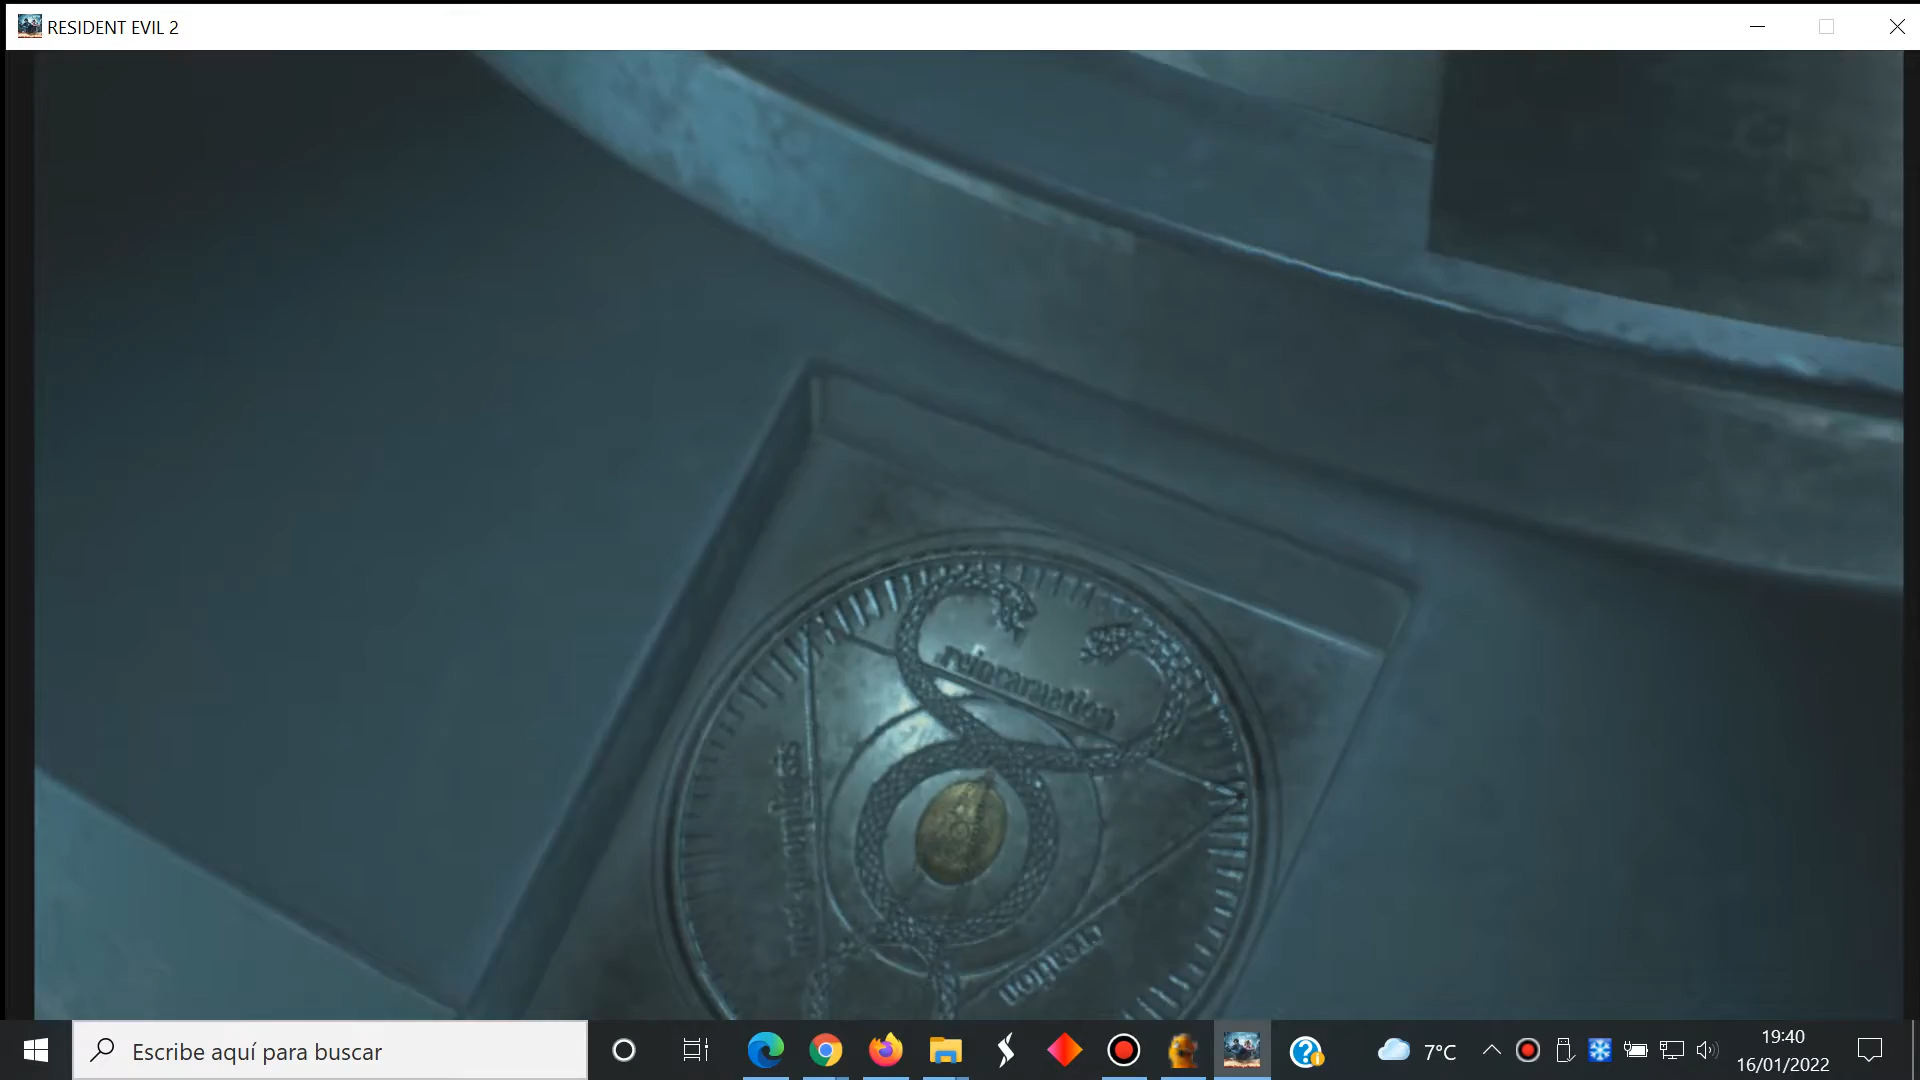 RESIDENT EVIL 2
reincarnation
creation
Escribe aquí para buscar
7°C
19:40
16/01/2022